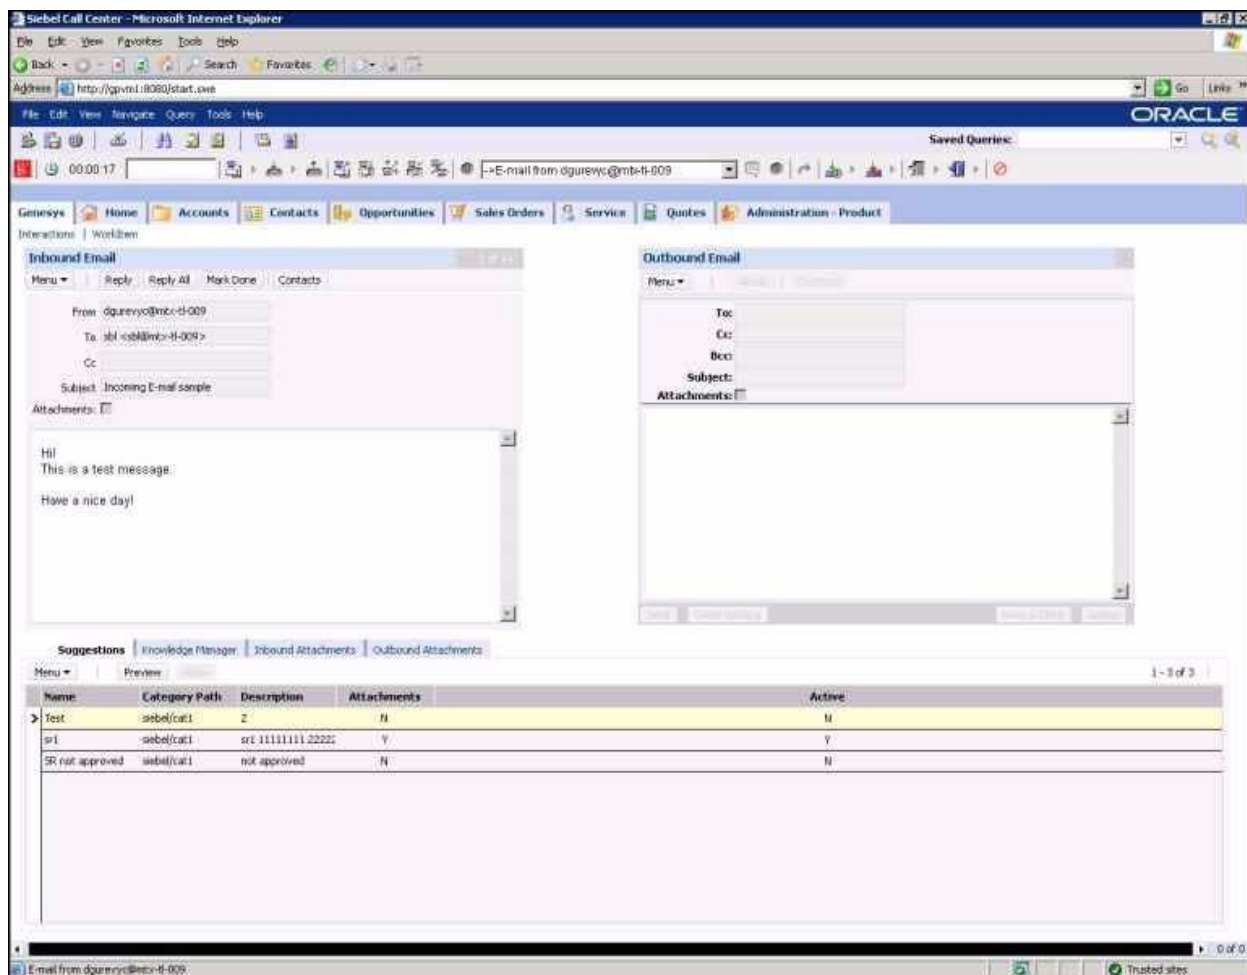 Siebel Call Center - Microsoft Internet Explorer
File Edit View Favorites Tools Help
Back Search Favorites
Address http://gpvm1:8080/start.swe Go Links
File Edit View Navigate Query Tools Help ORACLE
Saved Queries:
00:00:17 ->E-mail from dgurevyc@mtx-tl-009
Genesys Home Accounts Contacts Opportunities Sales Orders Service Quotes Administration - Product
Interactions | WorkItem
Inbound Email
Menu Reply Reply All Mark Done Contacts
From dgurevyc@mtx-tl-009
To sbl <sbl@mtx-tl-009>
Cc
Subject Incoming E-mail sample
Attachments:
Hi!
This is a test message.
Have a nice day!
Outbound Email
Menu
To:
Cc:
Bcc:
Subject:
Attachments:
Suggestions Knowledge Manager Inbound Attachments Outbound Attachments
Menu Preview 1 - 3 of 3
Name Category Path Description Attachments Active
Test siebel/cat1 2 N N
sr1 siebel/cat1 sr1 11111111 22222 Y Y
SR not approved siebel/cat1 not approved N N
0 of 0
E-mail from dgurevyc@mtx-tl-009 Trusted sites